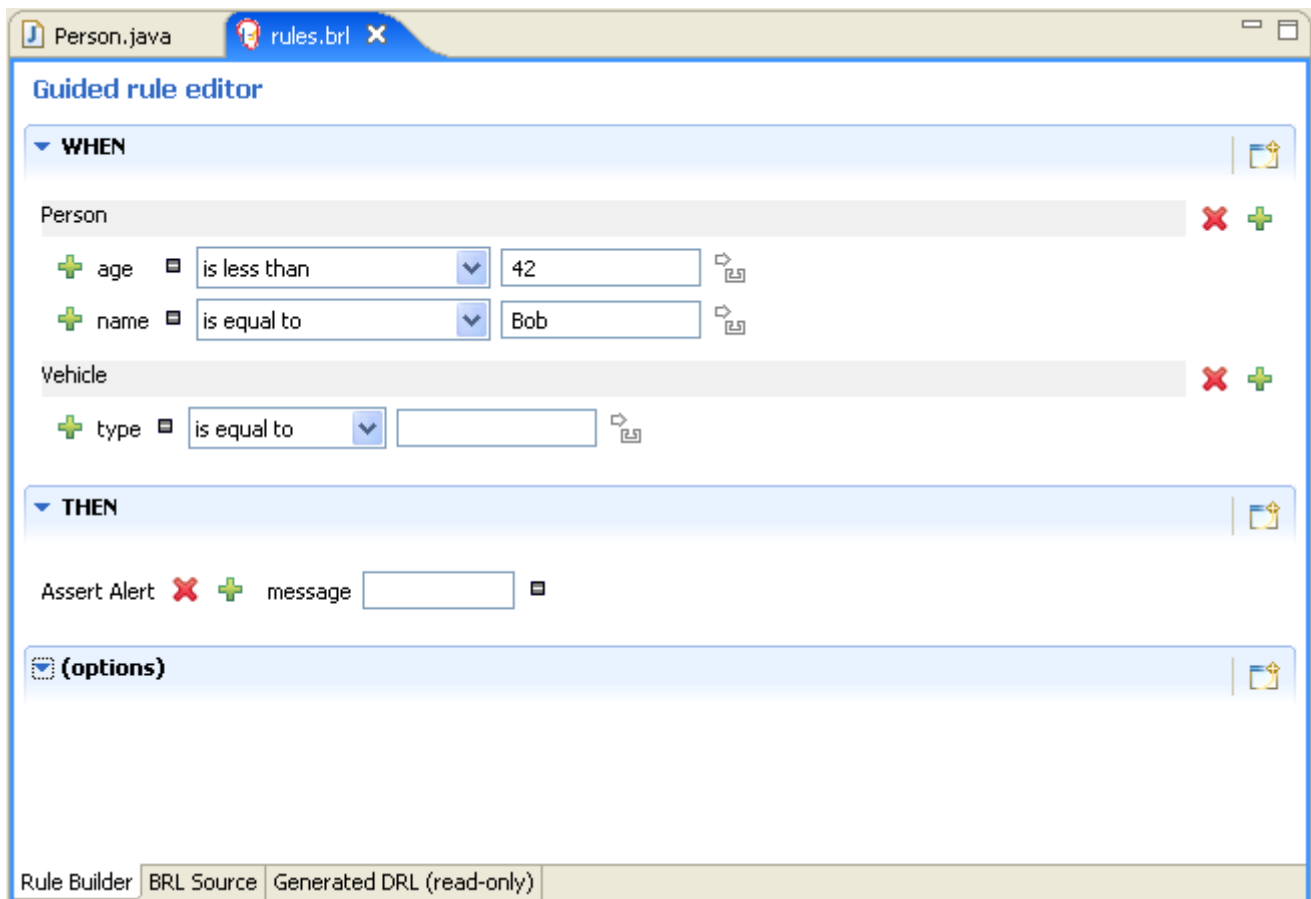 Person.java rules.brl
Guided rule editor
WHEN
Person
age is less than 42
name is equal to Bob
Vehicle
type is equal to
THEN
Assert Alert message
(options)
Rule Builder BRL Source Generated DRL (read-only)